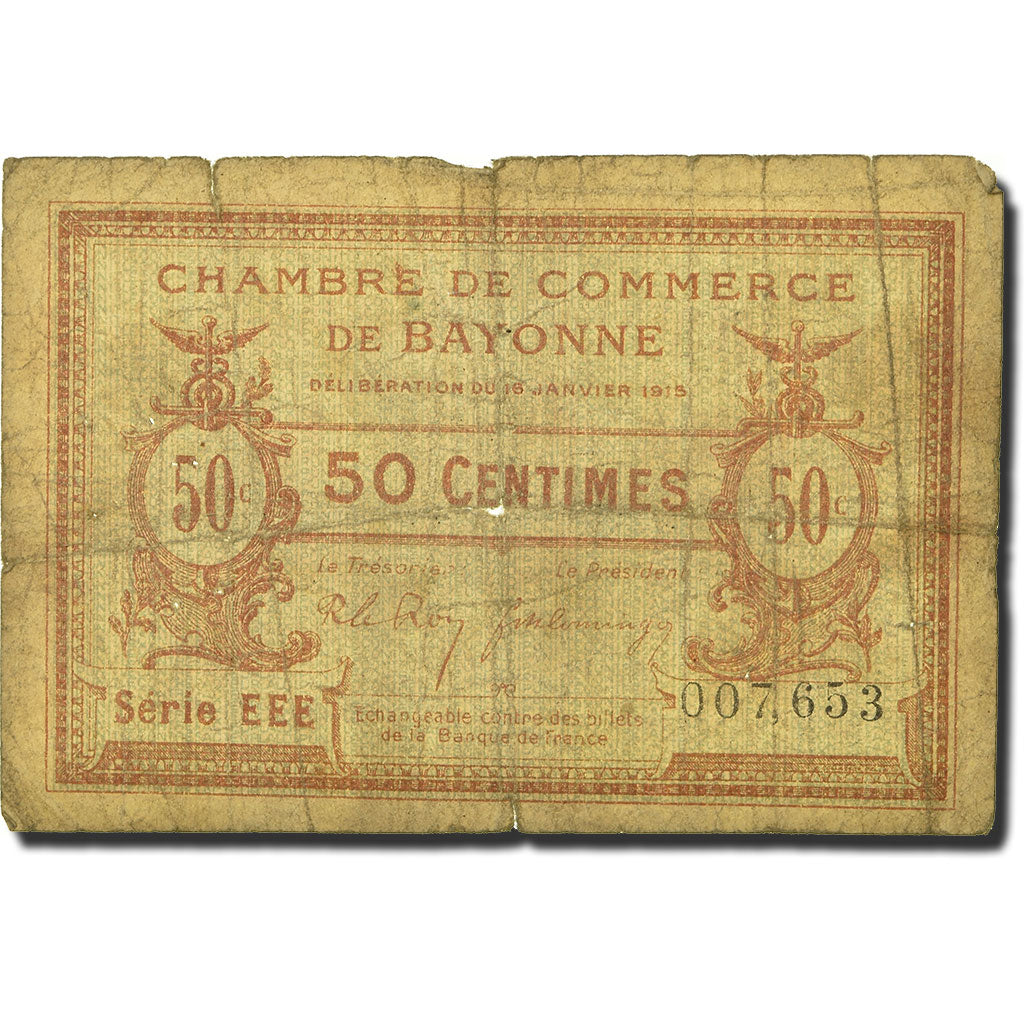 CHAMBRE DE COMMERCE
DE BAYONNE
DÉLIBÉRATION DU 16 JANVIER 1915
50c
50 CENTIMES
50c
Le Trésorier
Le Président
Série EEE
Echangeable contre des billets
de la Banque de France
007,653